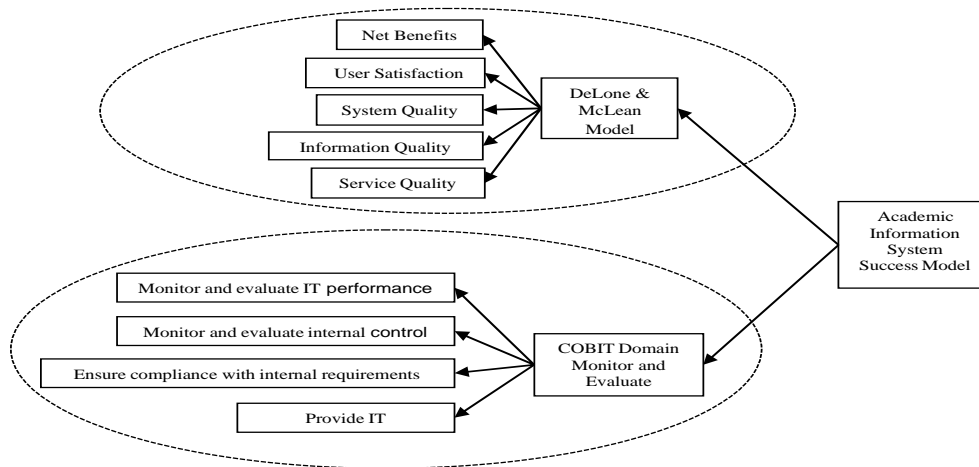 Net Benefits
User Satisfaction
System Quality
Information Quality
Service Quality
DeLone &
McLean
Model
Academic
Information
System
Success Model
Monitor and evaluate IT performance
Monitor and evaluate internal control
Ensure compliance with internal requirements
Provide IT
COBIT Domain
Monitor and
Evaluate